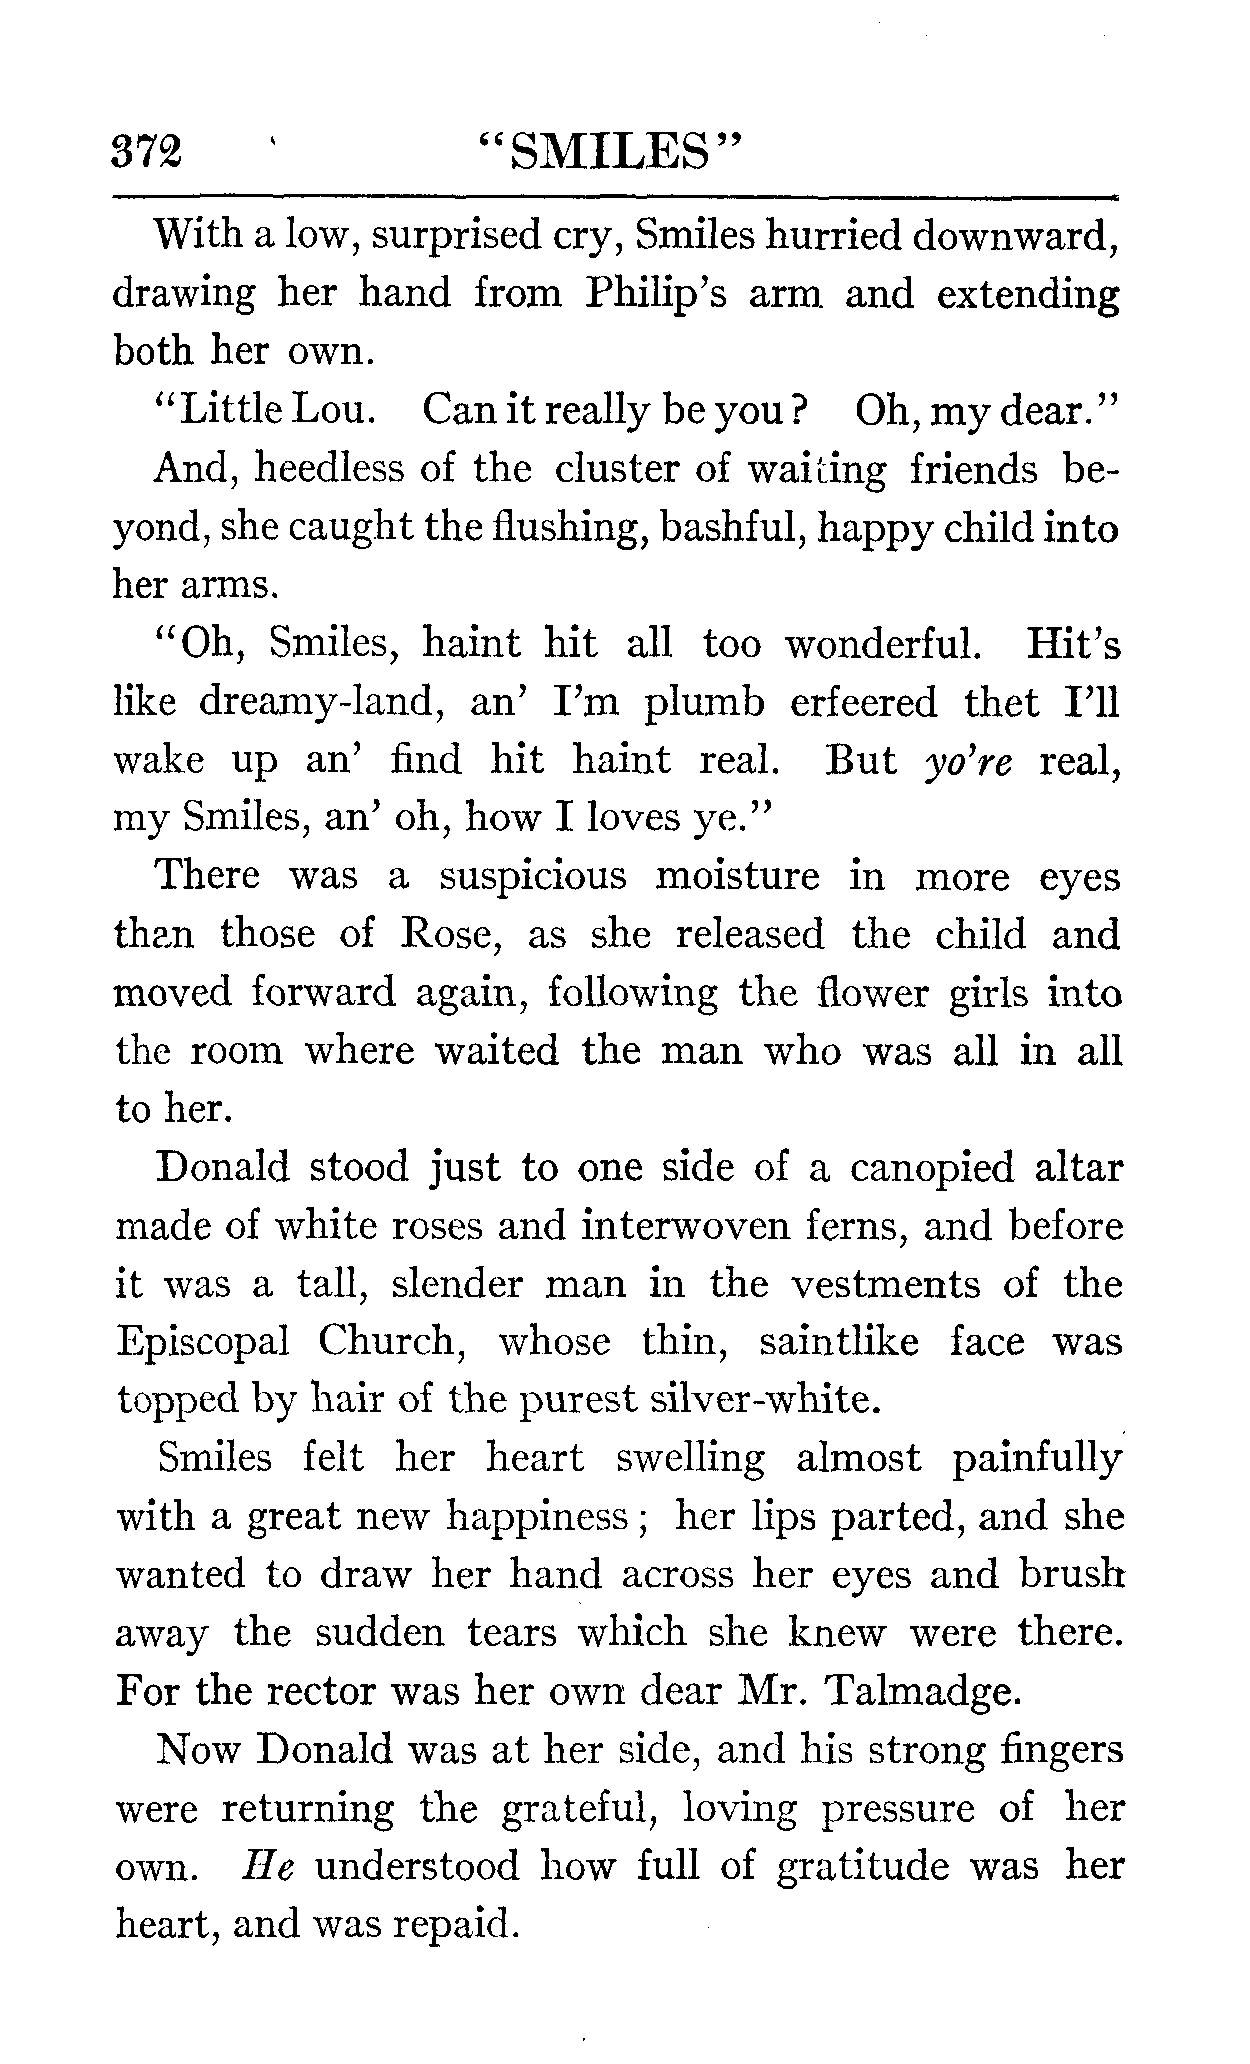 372 "SMILES"
With a low, surprised cry, Smiles hurried downward,
drawing her hand from Philip's arm and extending
both her own.
"Little Lou. Can it really be you? Oh, my dear."
And, heedless of the cluster of waiting friends be-
yond, she caught the flushing, bashful, happy child into
her arms.
"Oh, Smiles, haint hit all too wonderful. Hit's
like dreamy-land, an' I'm plumb erfeered thet I'll
wake up an' find hit haint real. But yo're real,
my Smiles, an' oh, how I loves ye."
There was a suspicious moisture in more eyes
than those of Rose, as she released the child and
moved forward again, following the flower girls into
the room where waited the man who was all in all
to her.
Donald stood just to one side of a canopied altar
made of white roses and interwoven ferns, and before
it was a tall, slender man in the vestments of the
Episcopal Church, whose thin, saintlike face was
topped by hair of the purest silver-white.
Smiles felt her heart swelling almost painfully
with a great new happiness; her lips parted, and she
wanted to draw her hand across her eyes and brush
away the sudden tears which she knew were there.
For the rector was her own dear Mr. Talmadge.
Now Donald was at her side, and his strong fingers
were returning the grateful, loving pressure of her
own. He understood how full of gratitude was her
heart, and was repaid.